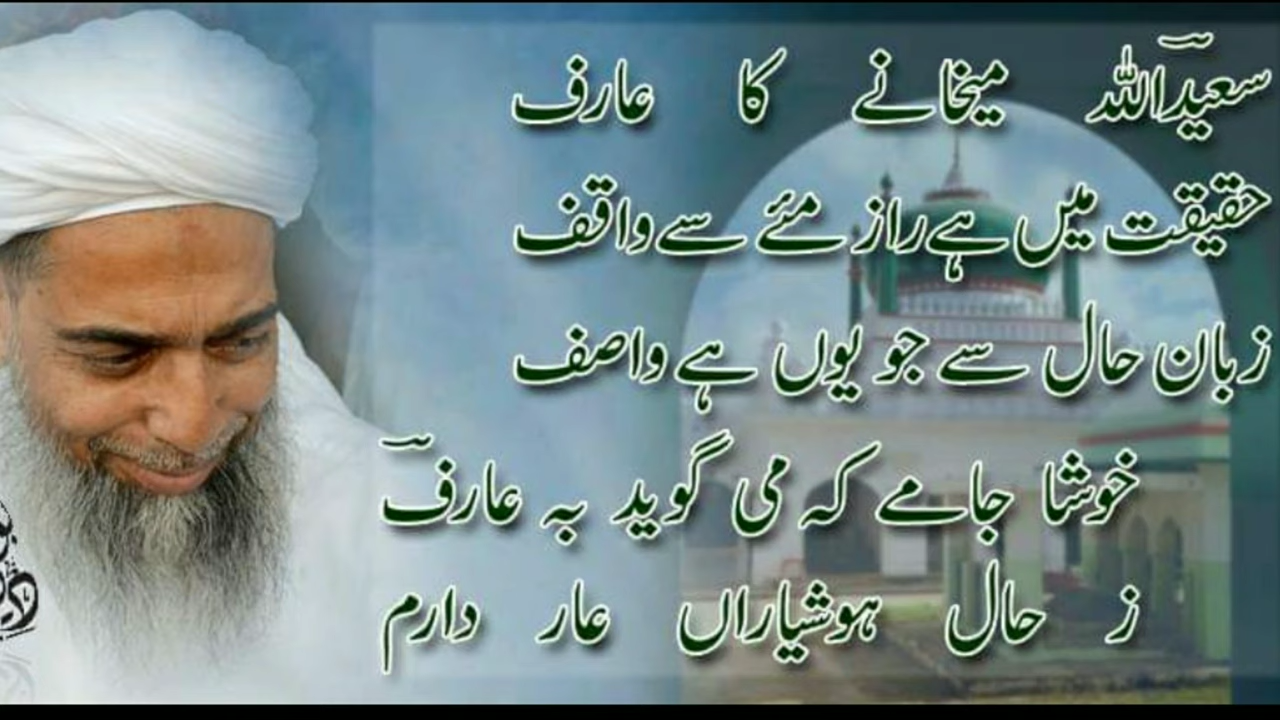 سعیدؔاللہ میخانے کا عارف
حقیقت میں ہے راز مئے سے واقف
زبان حال سے جو یوں ہے واصف
خوشا جامے کہ می گوید بہ عارفؔ
ز حال ہوشیاراں عار دارم